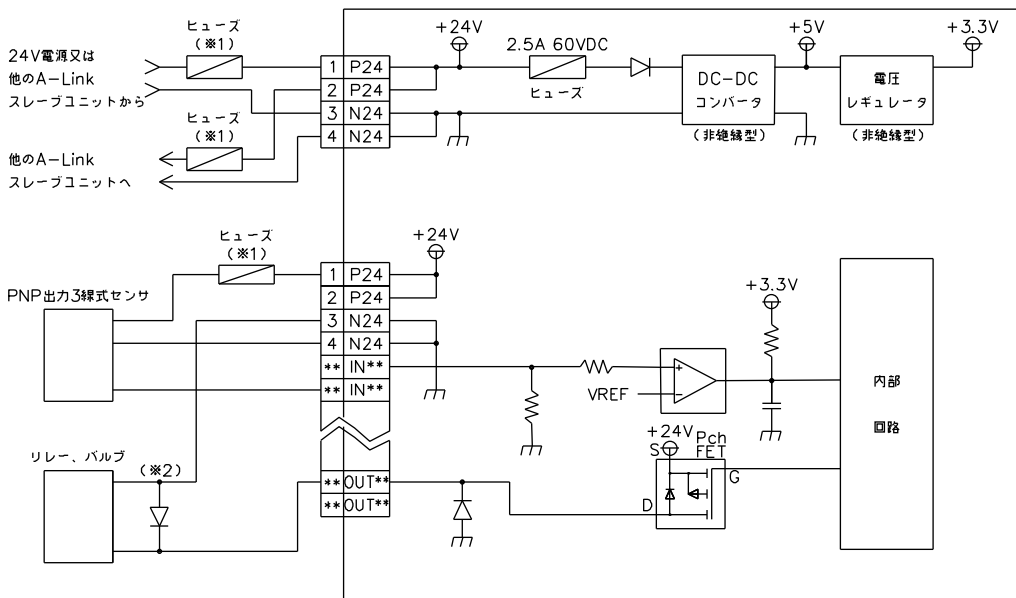 ヒューズ
(※1)
24V電源又は
他のA-Link
スレーブユニットから
1 P24
2 P24
3 N24
4 N24
+24V
2.5A 60VDC
ヒューズ
DC-DC
コンバータ
(非絶縁型)
+5V
電圧
レギュレータ
(非絶縁型)
+3.3V
ヒューズ
(※1)
他のA-Link
スレーブユニットへ
ヒューズ
(※1)
+24V
PNP出力3線式センサ
1 P24
2 P24
3 N24
4 N24
** IN**
** IN**
+3.3V
VREF
+
-
内部
回路
リレー、バルブ
(※2)
** OUT**
** OUT**
+24V
S
Pch
FET
G
D